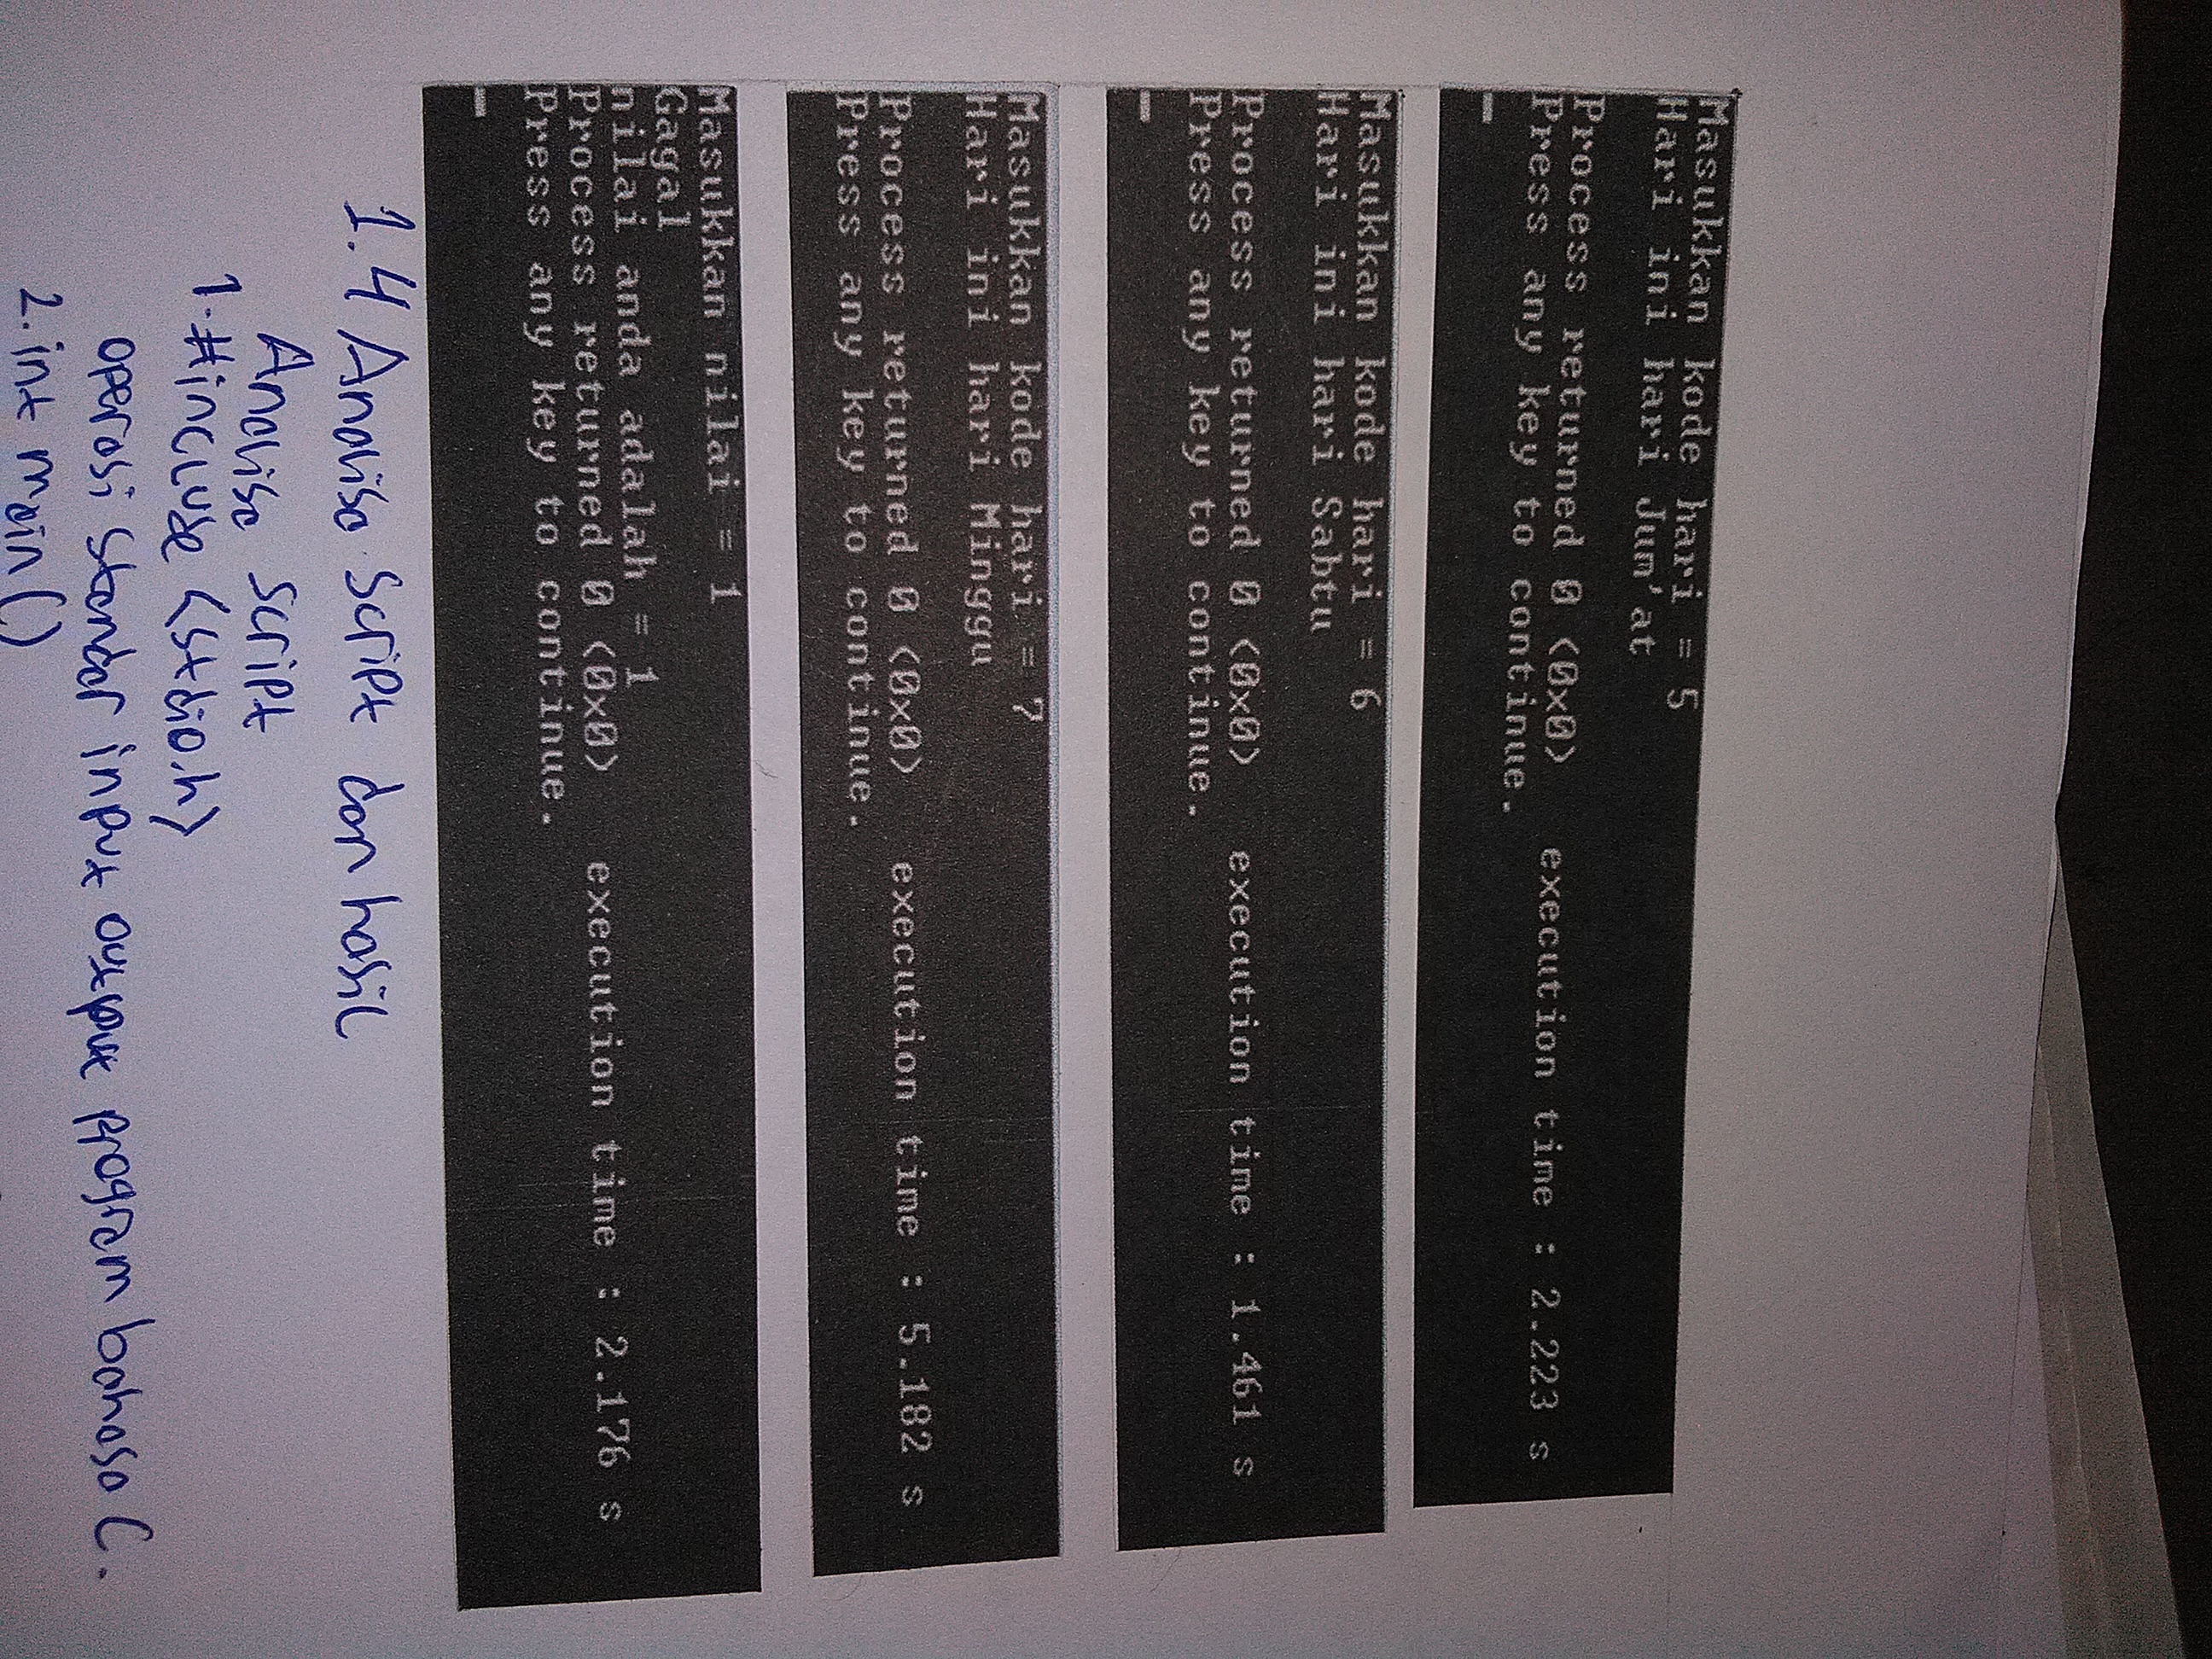 Masukkan kode hari = 5
Hari ini hari Jum'at
Process returned 0 (0x0) execution time : 2.223 s
Press any key to continue.
Masukkan kode hari = 6
Hari ini hari Sabtu
Process returned 0 (0x0) execution time : 1.461 s
Press any key to continue.
Masukkan kode hari = 7
Hari ini hari Minggu
Process returned 0 (0x0) execution time : 5.182 s
Press any key to continue.
Masukkan nilai = 1
Gagal
nilai anda adalah = 1
Process returned 0 (0x0) execution time : 2.176 s
Press any key to continue.
1.4 Analisa Script dan hasil
Analisa Script
1. #include <stdio.h>
operasi standar input output program bahasa C.
2. int main()